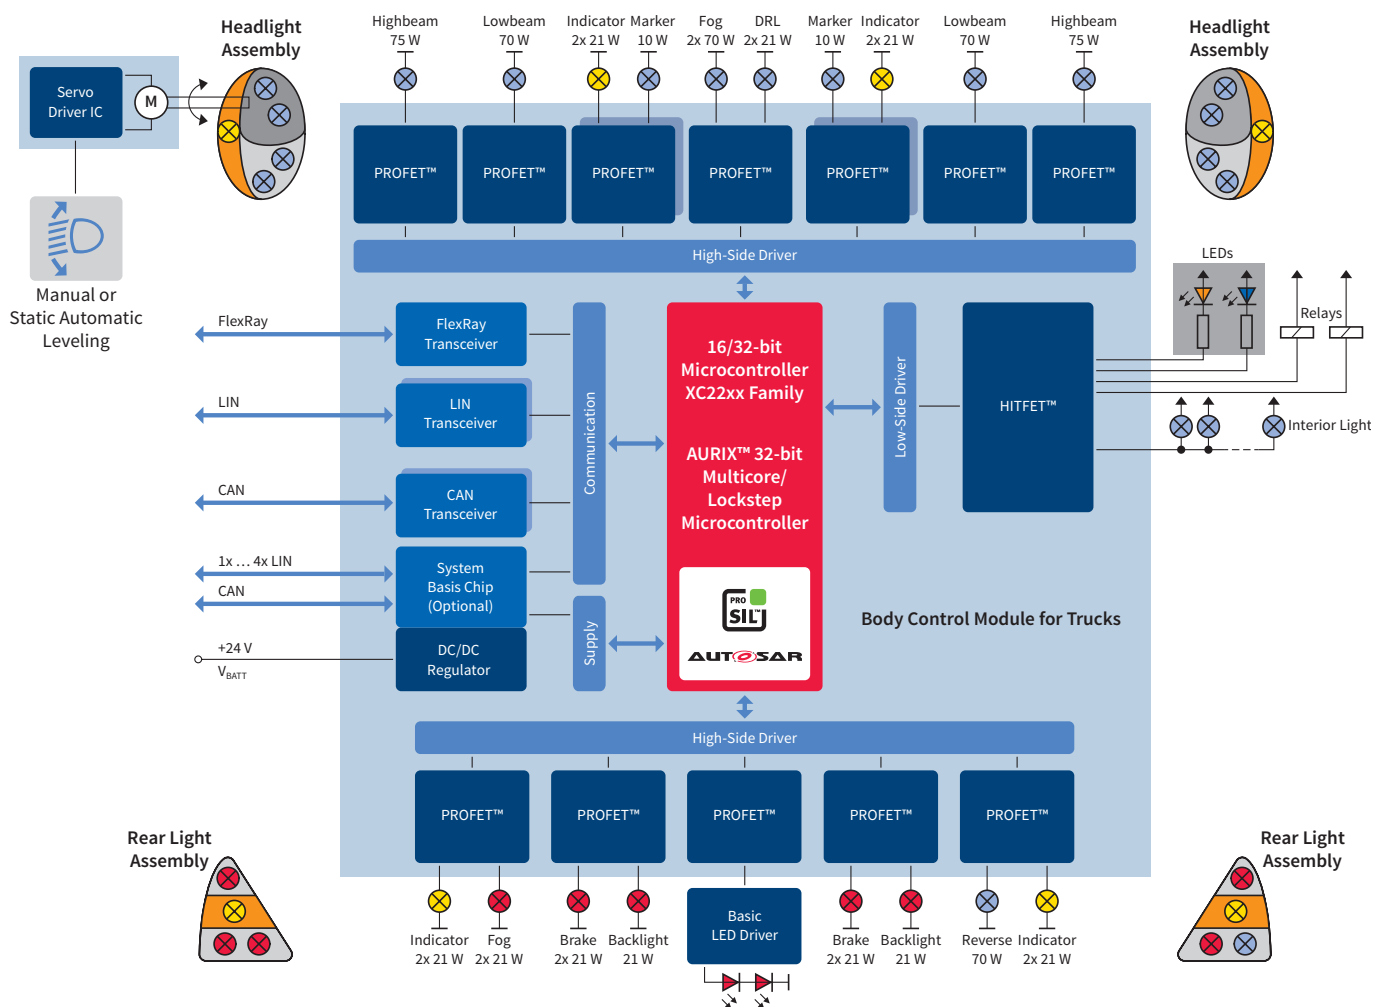 Headlight
Assembly
Highbeam
75 W
Lowbeam
70 W
Indicator
2x 21 W
Marker
10 W
Fog
2x 70 W
DRL
2x 21 W
Marker
10 W
Indicator
2x 21 W
Lowbeam
70 W
Highbeam
75 W
Headlight
Assembly
Servo
Driver IC
M
Manual or
Static Automatic
Leveling
PROFET™
PROFET™
PROFET™
PROFET™
PROFET™
PROFET™
PROFET™
High-Side Driver
FlexRay
LIN
CAN
1x … 4x LIN
CAN
+24 V
VBATT
FlexRay
Transceiver
LIN
Transceiver
CAN
Transceiver
System
Basis Chip
(Optional)
DC/DC
Regulator
Communication
Supply
16/32-bit
Microcontroller
XC22xx Family
AURIX™ 32-bit
Multicore/
Lockstep
Microcontroller
PRO
SIL™
AUTOSAR
Low-Side Driver
HITFET™
LEDs
Relays
Interior Light
Body Control Module for Trucks
High-Side Driver
PROFET™
PROFET™
PROFET™
PROFET™
PROFET™
Rear Light
Assembly
Indicator
2x 21 W
Fog
2x 21 W
Brake
2x 21 W
Backlight
21 W
Basic
LED Driver
Brake
2x 21 W
Backlight
21 W
Reverse
70 W
Indicator
2x 21 W
Rear Light
Assembly